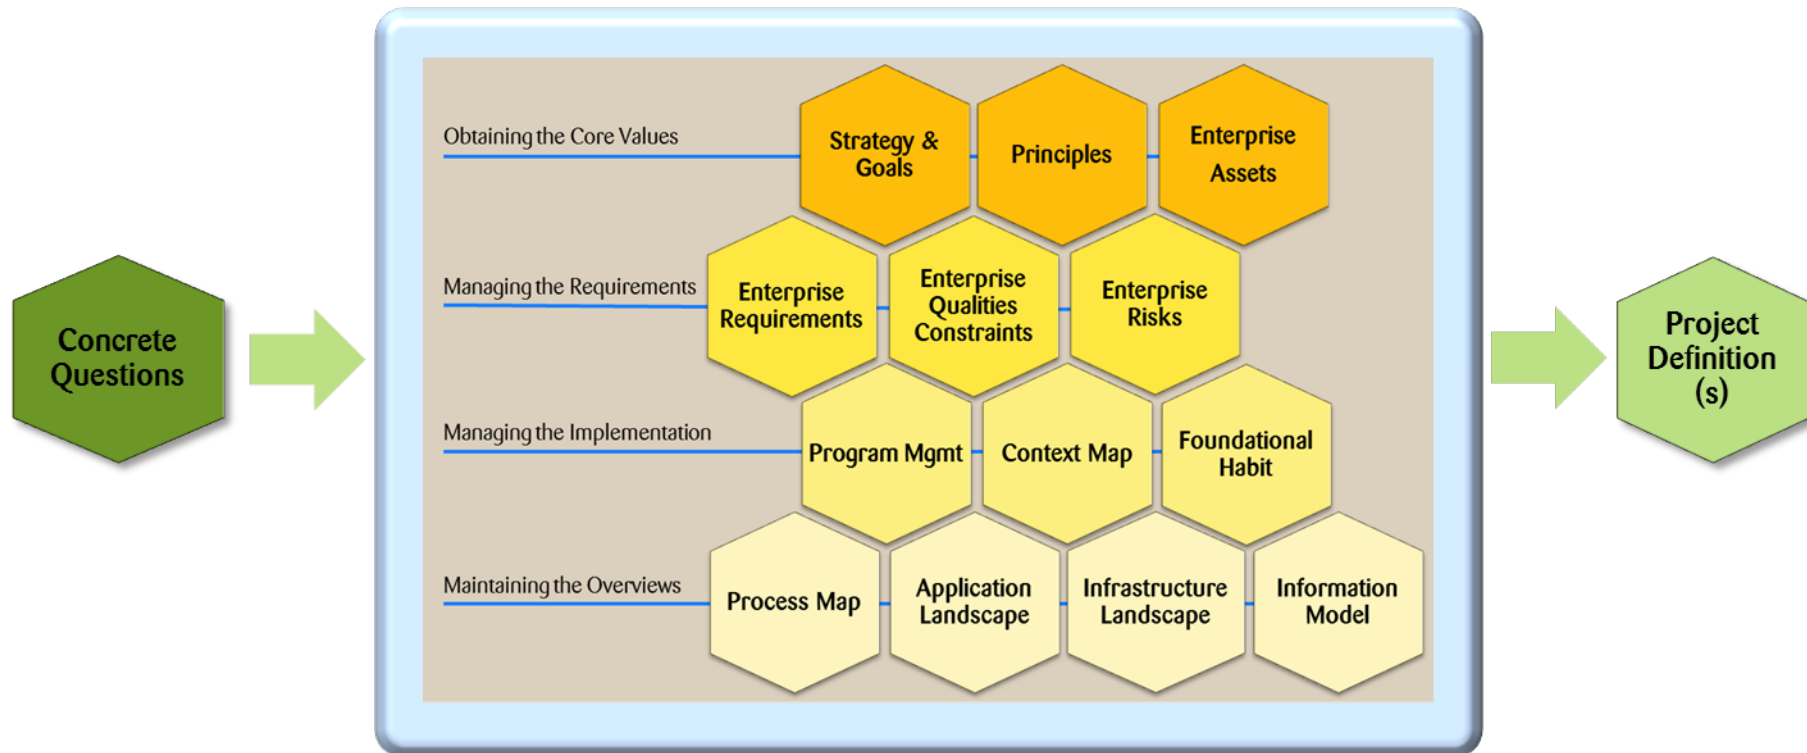 Concrete
Questions
Obtaining the Core Values
Strategy &
Goals
Principles
Enterprise
Assets
Managing the Requirements
Enterprise
Requirements
Enterprise
Qualities
Constraints
Enterprise
Risks
Managing the Implementation
Program Mgmt
Context Map
Foundational
Habit
Maintaining the Overviews
Process Map
Application
Landscape
Infrastructure
Landscape
Information
Model
Project
Definition
(s)